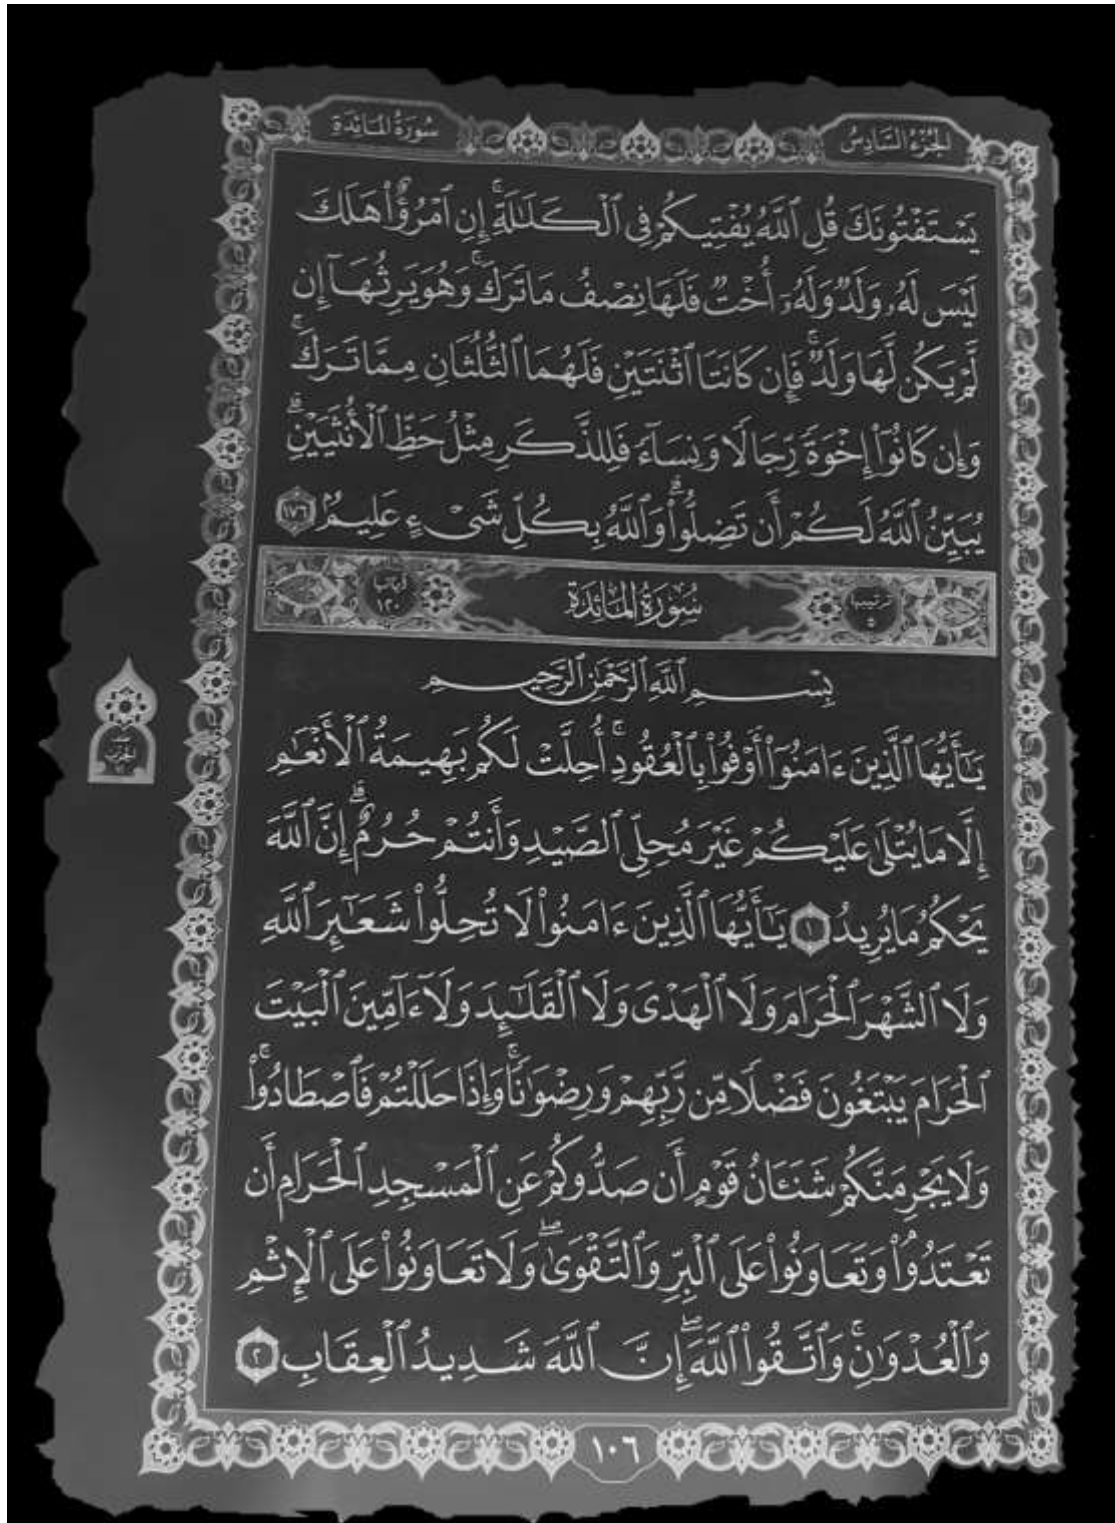 الجزء السادس
سورة المائدة
يَسْتَفْتُونَكَ قُلِ ٱللَّهُ يُفْتِيكُمْ فِي ٱلْكَلَٰلَةِۚ إِنِ ٱمْرُؤٌا۟ هَلَكَ
لَيْسَ لَهُۥ وَلَدٌ وَلَهُۥٓ أُخْتٌ فَلَهَا نِصْفُ مَا تَرَكَۚ وَهُوَ يَرِثُهَآ إِن
لَّمْ يَكُن لَّهَا وَلَدٌۚ فَإِن كَانَتَا ٱثْنَتَيْنِ فَلَهُمَا ٱلثُّلُثَانِ مِمَّا تَرَكَۚ
وَإِن كَانُوٓا۟ إِخْوَةً رِّجَالًا وَنِسَآءً فَلِلذَّكَرِ مِثْلُ حَظِّ ٱلْأُنثَيَيْنِۗ
يُبَيِّنُ ٱللَّهُ لَكُمْ أَن تَضِلُّوا۟ۗ وَٱللَّهُ بِكُلِّ شَىْءٍ عَلِيمٌۢ ١٧٦
ترتيبها ٥ سُورَةُ المَائدَةِ آياتها ١٢٠
بِسْمِ ٱللَّهِ ٱلرَّحْمَٰنِ ٱلرَّحِيمِ
يَٰٓأَيُّهَا ٱلَّذِينَ ءَامَنُوٓا۟ أَوْفُوا۟ بِٱلْعُقُودِۚ أُحِلَّتْ لَكُم بَهِيمَةُ ٱلْأَنْعَٰمِ
إِلَّا مَا يُتْلَىٰ عَلَيْكُمْ غَيْرَ مُحِلِّى ٱلصَّيْدِ وَأَنتُمْ حُرُمٌۗ إِنَّ ٱللَّهَ
يَحْكُمُ مَا يُرِيدُ ١ يَٰٓأَيُّهَا ٱلَّذِينَ ءَامَنُوا۟ لَا تُحِلُّوا۟ شَعَٰٓئِرَ ٱللَّهِ
وَلَا ٱلشَّهْرَ ٱلْحَرَامَ وَلَا ٱلْهَدْىَ وَلَا ٱلْقَلَٰٓئِدَ وَلَآ ءَآمِّينَ ٱلْبَيْتَ
ٱلْحَرَامَ يَبْتَغُونَ فَضْلًا مِّن رَّبِّهِمْ وَرِضْوَٰنًاۚ وَإِذَا حَلَلْتُمْ فَٱصْطَادُوا۟ۚ
وَلَا يَجْرِمَنَّكُمْ شَنَـَٔانُ قَوْمٍ أَن صَدُّوكُمْ عَنِ ٱلْمَسْجِدِ ٱلْحَرَامِ أَن
تَعْتَدُوا۟ۘ وَتَعَاوَنُوا۟ عَلَى ٱلْبِرِّ وَٱلتَّقْوَىٰۖ وَلَا تَعَاوَنُوا۟ عَلَى ٱلْإِثْمِ
وَٱلْعُدْوَٰنِۚ وَٱتَّقُوا۟ ٱللَّهَۖ إِنَّ ٱللَّهَ شَدِيدُ ٱلْعِقَابِ ٢
١٠٦